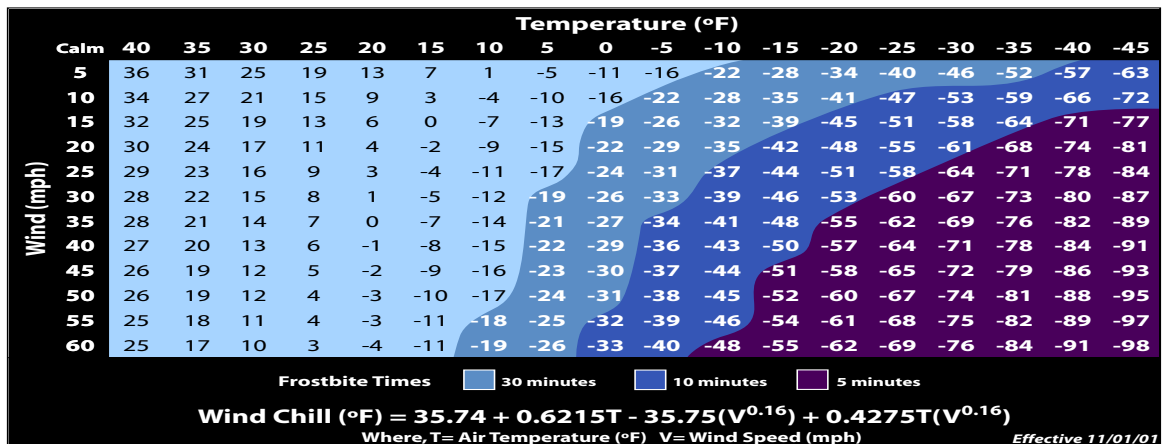 Temperature (ºF)
Calm 40 35 30 25 20 15 10 5 0 -5 -10 -15 -20 -25 -30 -35 -40 -45
5 36 31 25 19 13 7 1 -5 -11 -16 -22 -28 -34 -40 -46 -52 -57 -63
10 34 27 21 15 9 3 -4 -10 -16 -22 -28 -35 -41 -47 -53 -59 -66 -72
15 32 25 19 13 6 0 -7 -13 -19 -26 -32 -39 -45 -51 -58 -64 -71 -77
20 30 24 17 11 4 -2 -9 -15 -22 -29 -35 -42 -48 -55 -61 -68 -74 -81
25 29 23 16 9 3 -4 -11 -17 -24 -31 -37 -44 -51 -58 -64 -71 -78 -84
30 28 22 15 8 1 -5 -12 -19 -26 -33 -39 -46 -53 -60 -67 -73 -80 -87
35 28 21 14 7 0 -7 -14 -21 -27 -34 -41 -48 -55 -62 -69 -76 -82 -89
40 27 20 13 6 -1 -8 -15 -22 -29 -36 -43 -50 -57 -64 -71 -78 -84 -91
45 26 19 12 5 -2 -9 -16 -23 -30 -37 -44 -51 -58 -65 -72 -79 -86 -93
50 26 19 12 4 -3 -10 -17 -24 -31 -38 -45 -52 -60 -67 -74 -81 -88 -95
55 25 18 11 4 -3 -11 -18 -25 -32 -39 -46 -54 -61 -68 -75 -82 -89 -97
60 25 17 10 3 -4 -11 -19 -26 -33 -40 -48 -55 -62 -69 -76 -84 -91 -98
Wind (mph)
Frostbite Times 30 minutes 10 minutes 5 minutes
Wind Chill (ºF) = 35.74 + 0.6215T - 35.75(V^0.16) + 0.4275T(V^0.16)
Where, T= Air Temperature (ºF) V= Wind Speed (mph)
Effective 11/01/01